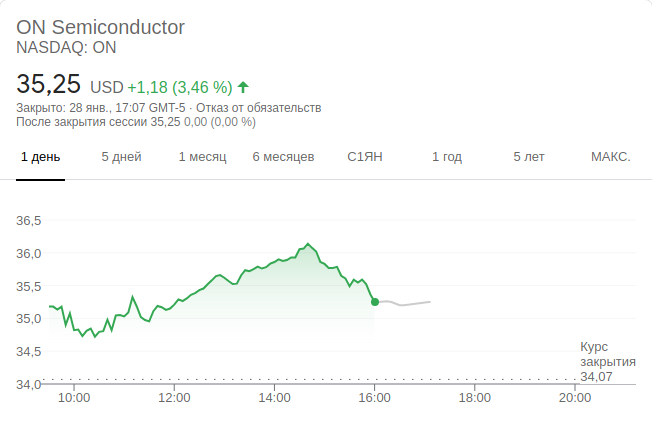 ON Semiconductor
NASDAQ: ON
35,25 USD +1,18 (3,46 %)
Закрыто: 28 янв., 17:07 GMT-5 · Отказ от обязательств
После закрытия сессии 35,25 0,00 (0,00 %)
1 день 5 дней 1 месяц 6 месяцев С1ЯН 1 год 5 лет МАКС.
36,5
36,0
35,5
35,0
34,5
34,0
Курс
закрытия
34,07
10:00 12:00 14:00 16:00 18:00 20:00